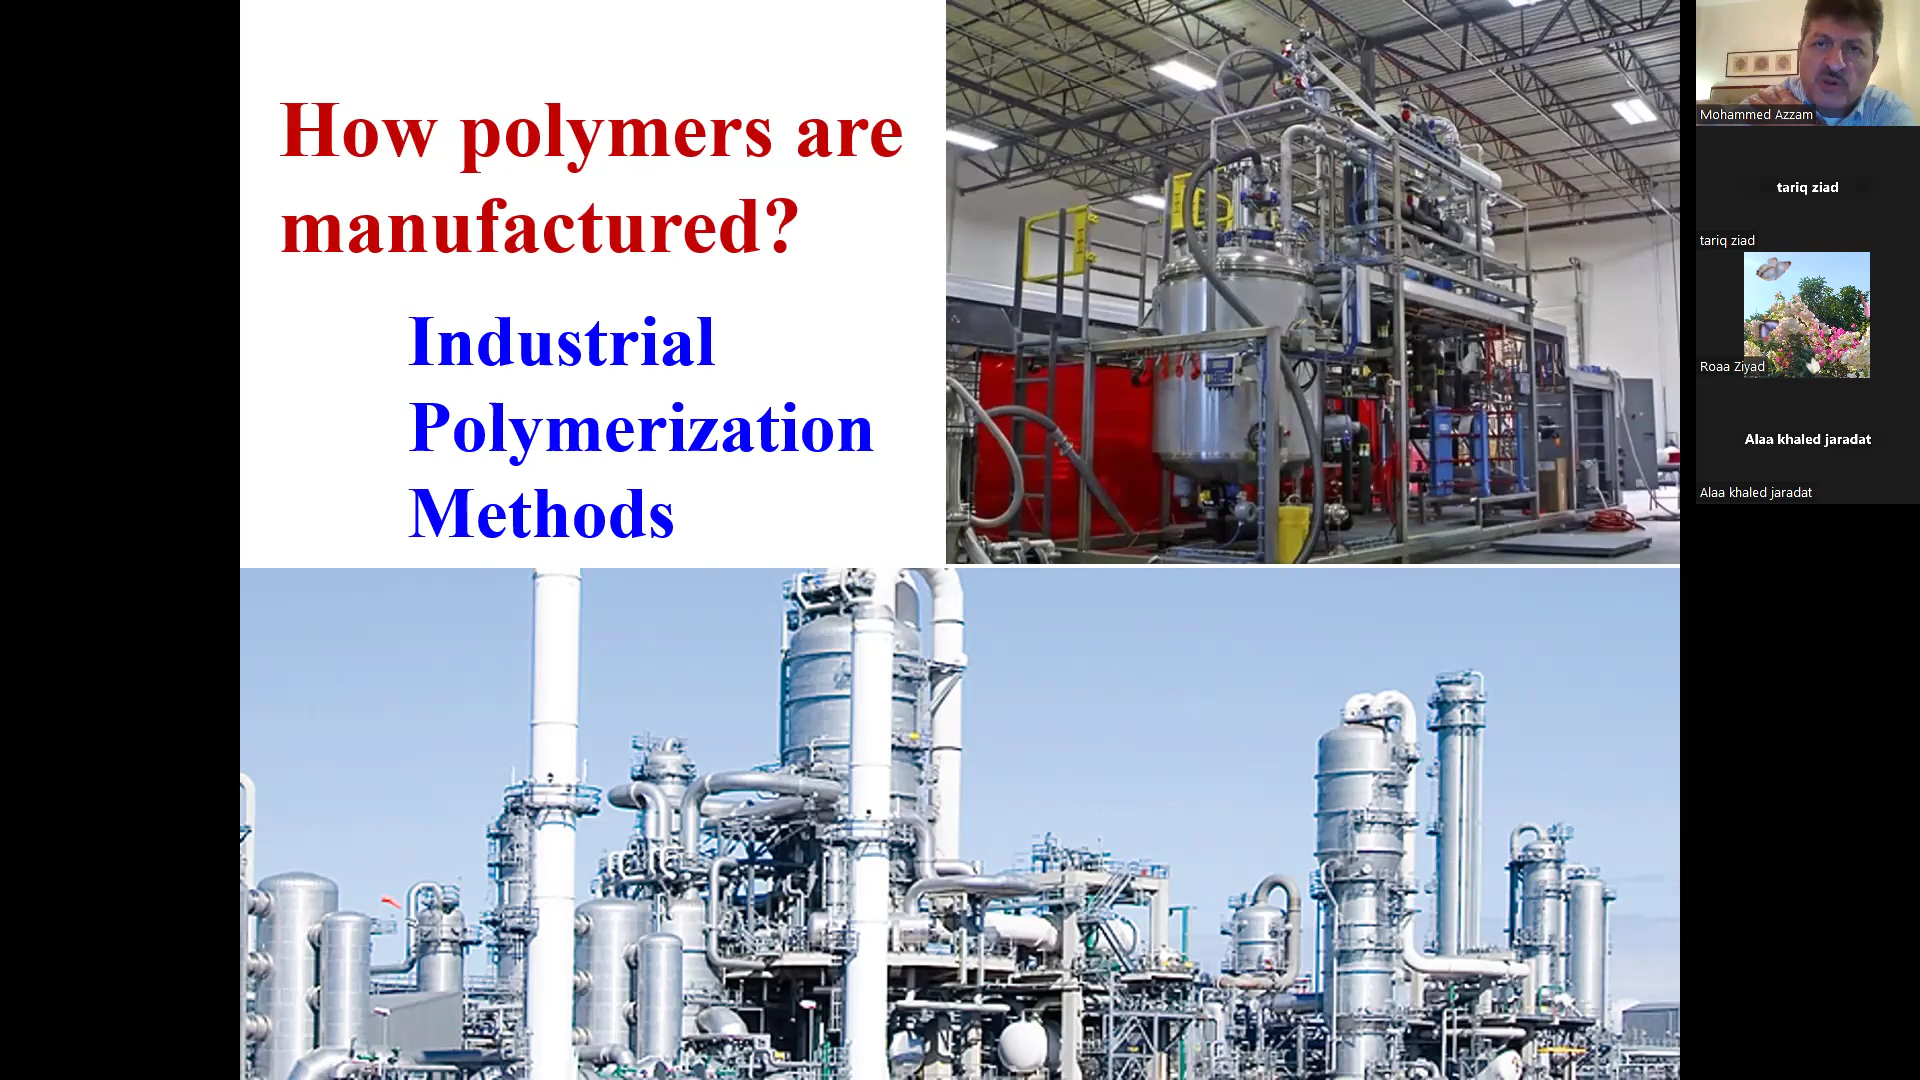 How polymers are
manufactured?
Industrial
Polymerization
Methods
Mohammed Azzam
tariq ziad
tariq ziad
Roaa Ziyad
Alaa khaled jaradat
Alaa khaled jaradat